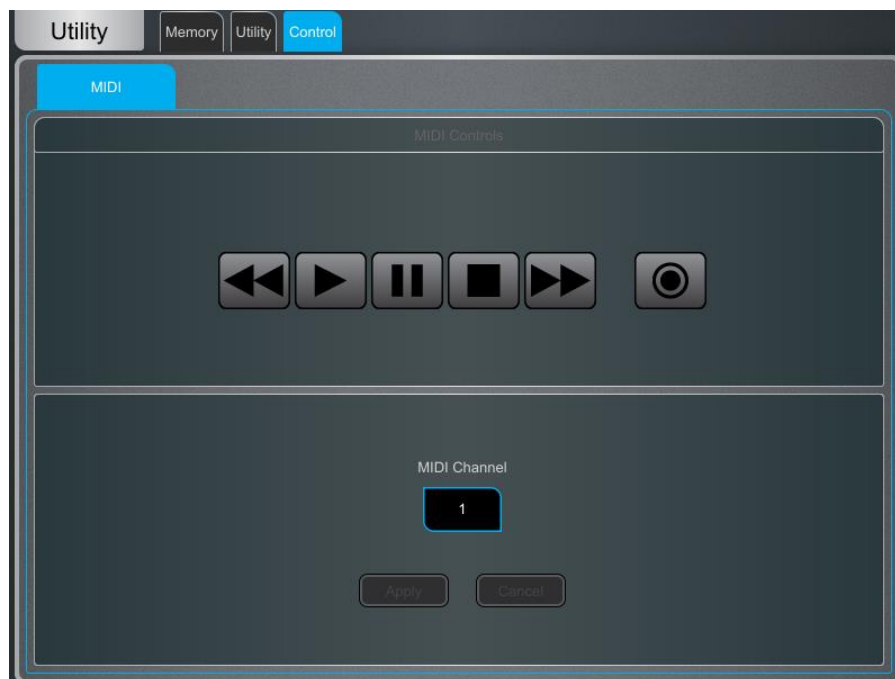 Utility
Memory
Utility
Control
MIDI
MIDI Controls
MIDI Channel
1
Apply
Cancel